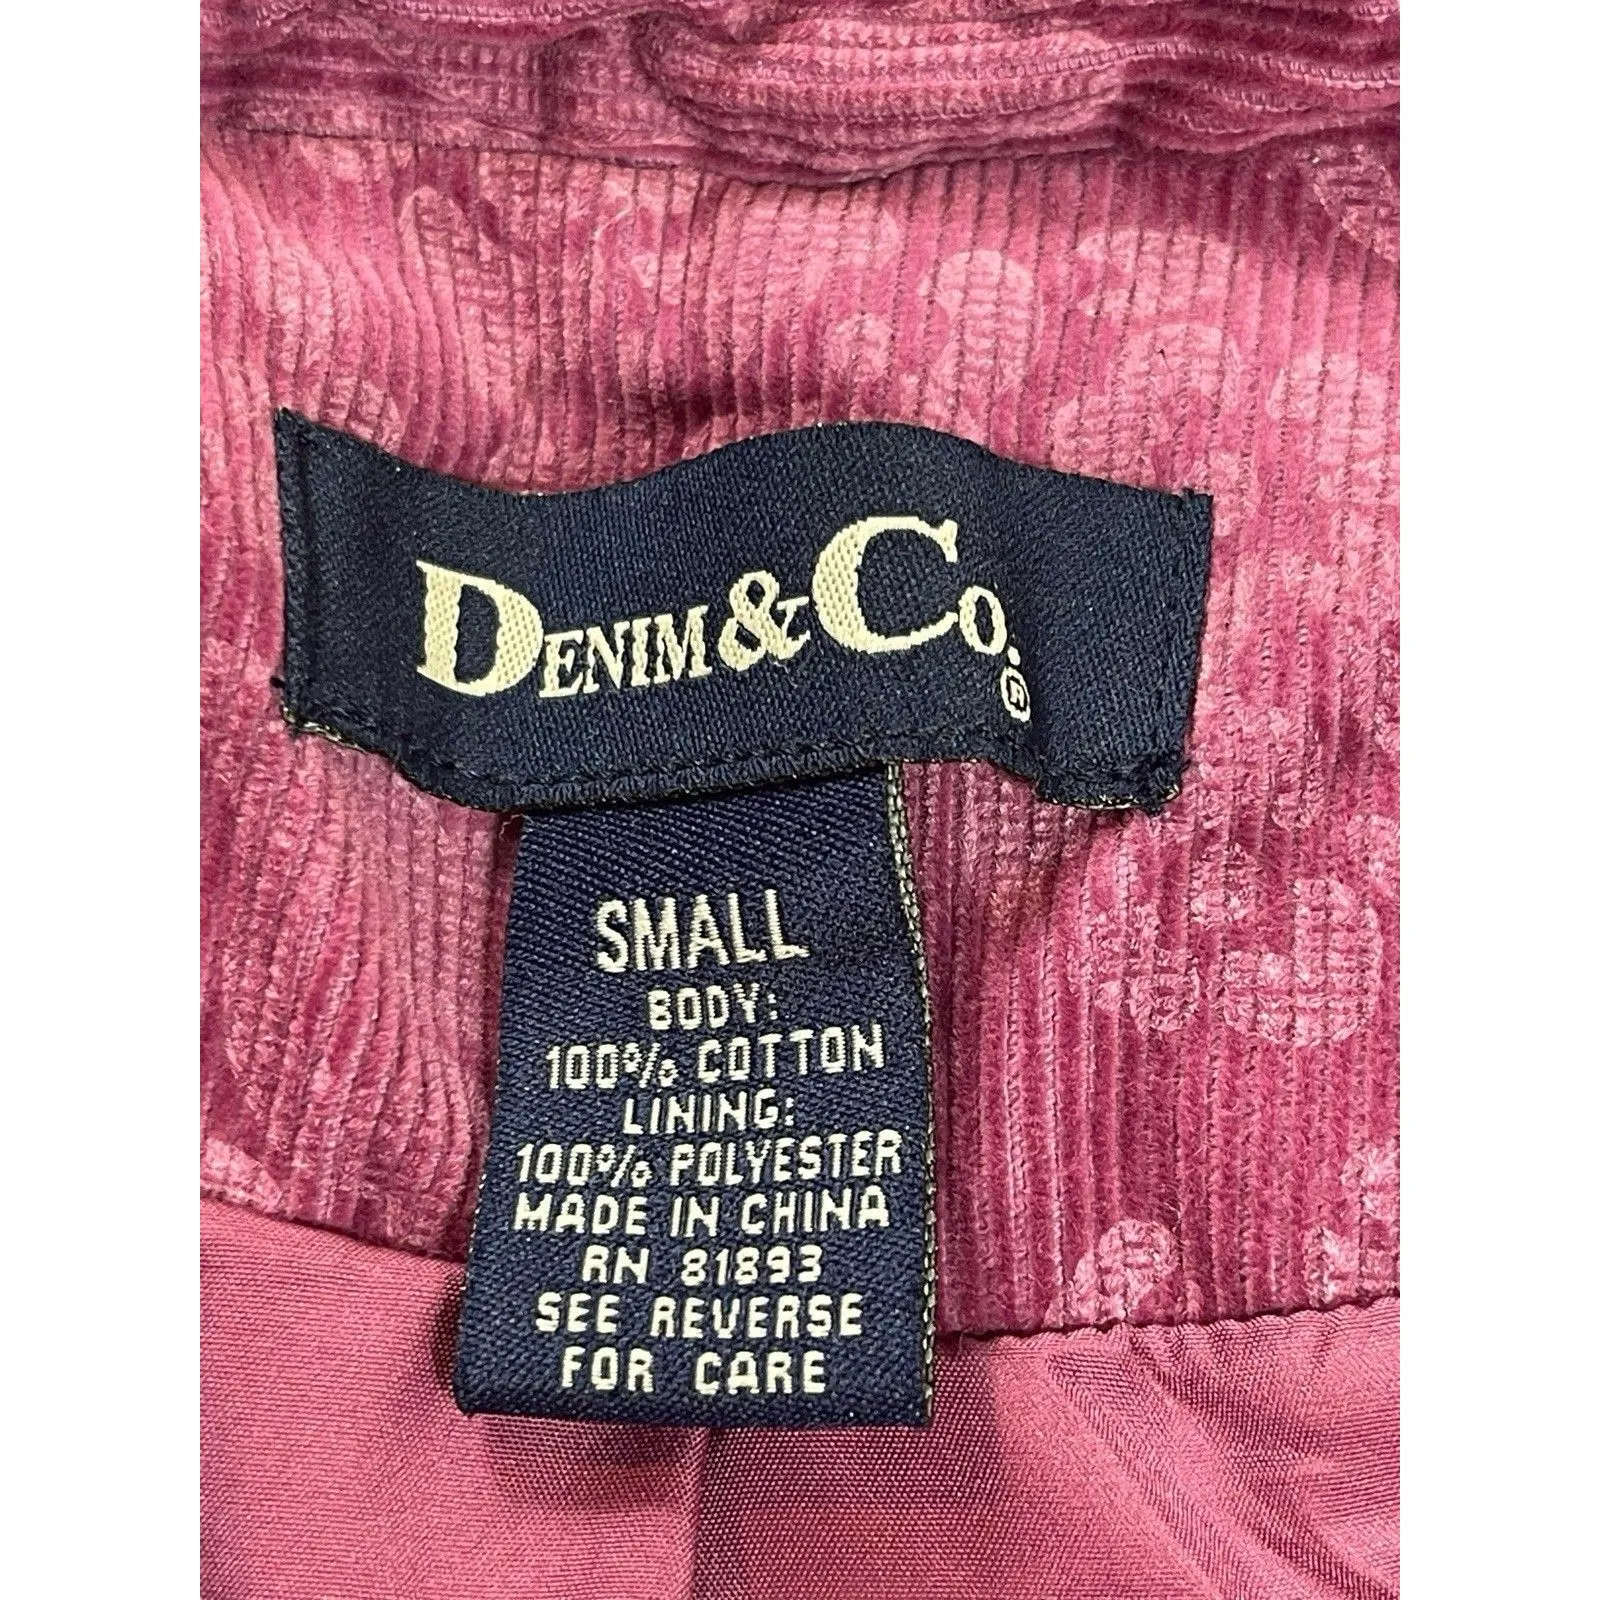 DENIM & CO. ®
SMALL
BODY:
100% COTTON
LINING:
100% POLYESTER
MADE IN CHINA
RN 81893
SEE REVERSE
FOR CARE